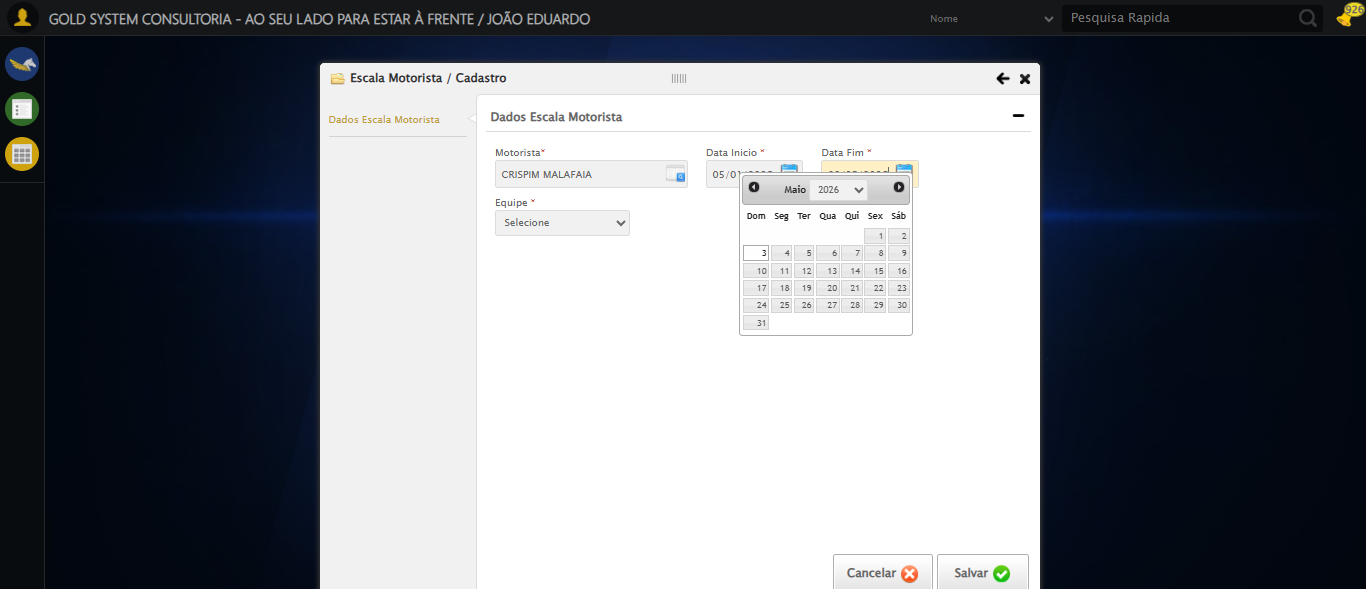 GOLD SYSTEM CONSULTORIA - AO SEU LADO PARA ESTAR À FRENTE / JOÃO EDUARDO
Nome
Pesquisa Rapida
926
Escala Motorista / Cadastro
Dados Escala Motorista
Dados Escala Motorista
Motorista*
Data Inicio *
Data Fim *
CRISPIM MALAFAIA
Equipe *
Selecione
Maio 2026
Dom Seg Ter Qua Qui Sex Sáb
1 2
3 4 5 6 7 8 9
10 11 12 13 14 15 16
17 18 19 20 21 22 23
24 25 26 27 28 29 30
31
Cancelar
Salvar